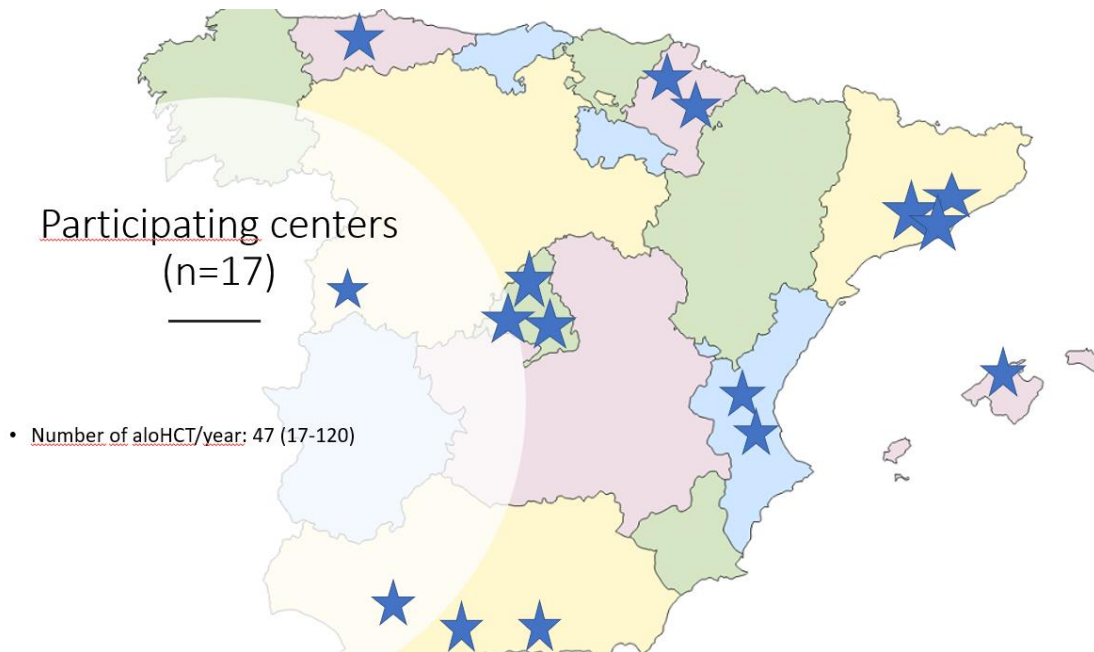 Participating centers
(n=17)
• Number of aloHCT/year: 47 (17-120)